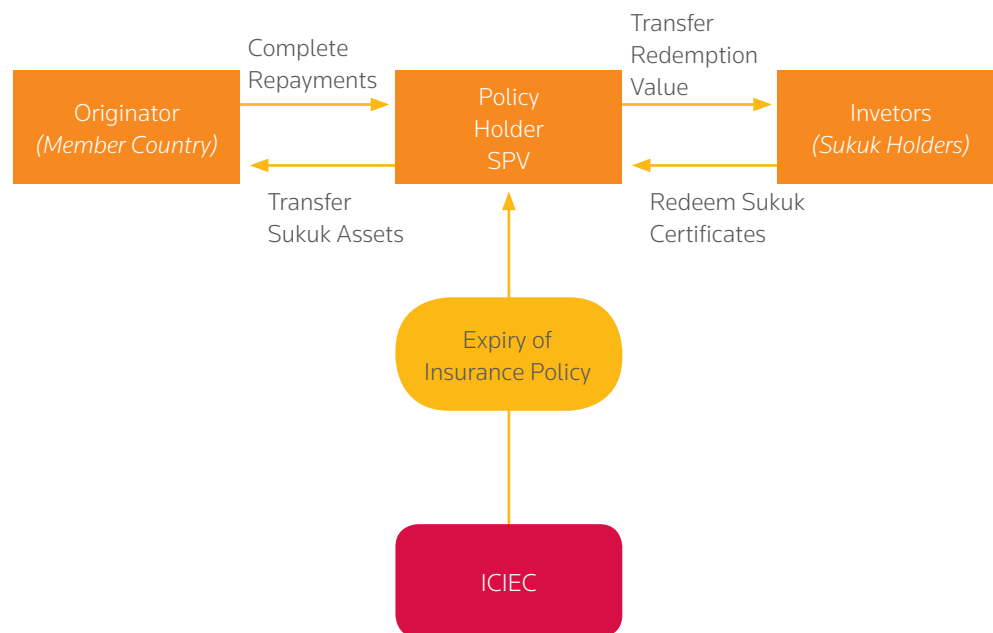 Complete
Repayments
Transfer
Redemption
Value
Originator
(Member Country)
Policy
Holder
SPV
Invetors
(Sukuk Holders)
Transfer
Sukuk Assets
Redeem Sukuk
Certificates
Expiry of
Insurance Policy
ICIEC